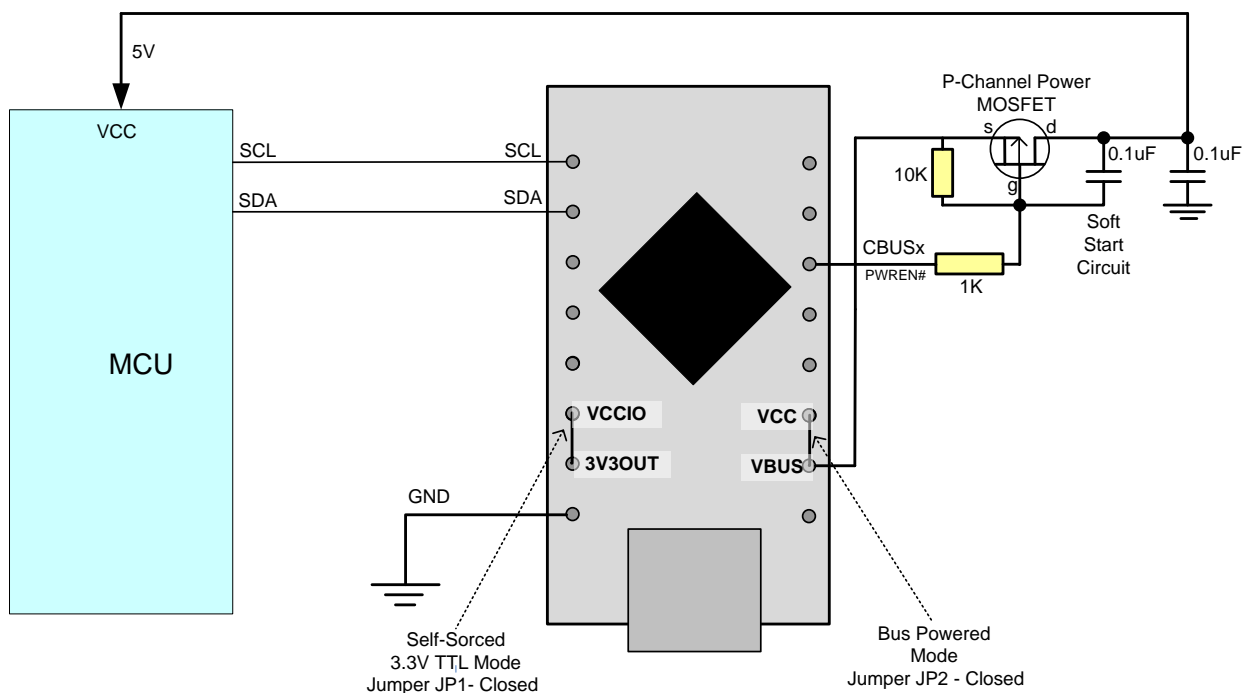 5V
P-Channel Power
MOSFET
VCC
s
d
SCL
SCL
0.1uF
0.1uF
10K
g
SDA
SDA
Soft
Start
Circuit
CBUSx
PWREN#
1K
MCU
VCCIO
VCC
3V3OUT
VBUS
GND
Self-Sorced
3.3V TTL Mode
Jumper JP1- Closed
Bus Powered
Mode
Jumper JP2 - Closed